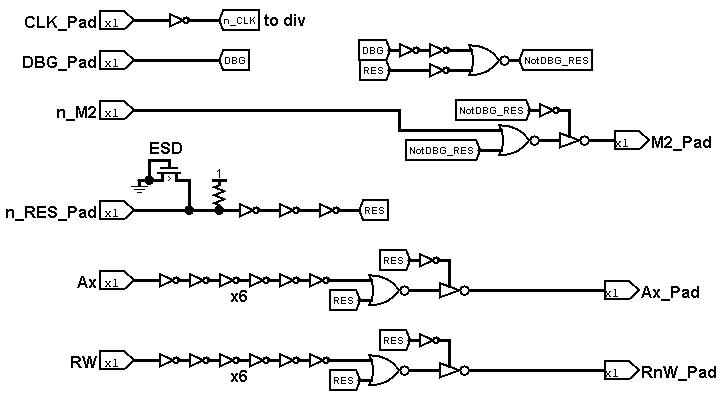 CLK_Pad x1 n_CLK to div
DBG_Pad x1 DBG
DBG
RES
NotDBG_RES
n_M2 x1
NotDBG_RES
NotDBG_RES
x1 M2_Pad
ESD
1
n_RES_Pad x1 RES
RES
Ax x1
x6
RES
x1 Ax_Pad
RES
RW x1
x6
RES
x1 RnW_Pad